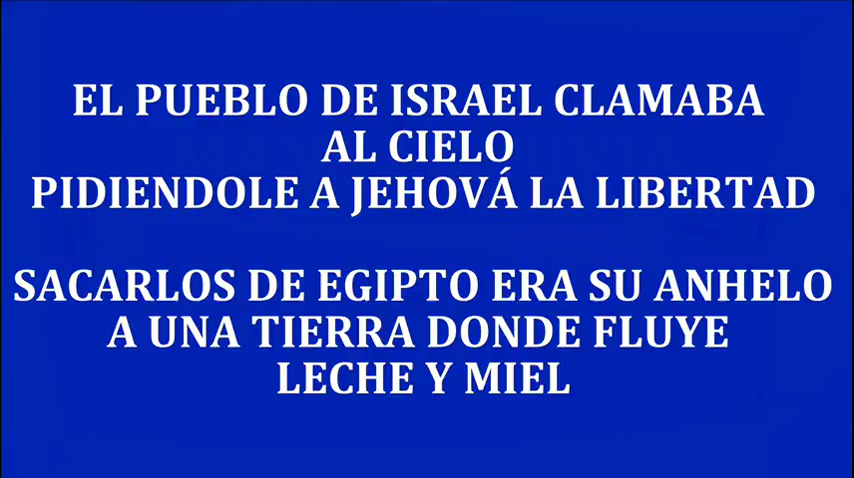 EL PUEBLO DE ISRAEL CLAMABA
AL CIELO
PIDIENDOLE A JEHOVÁ LA LIBERTAD
SACARLOS DE EGIPTO ERA SU ANHELO
A UNA TIERRA DONDE FLUYE
LECHE Y MIEL